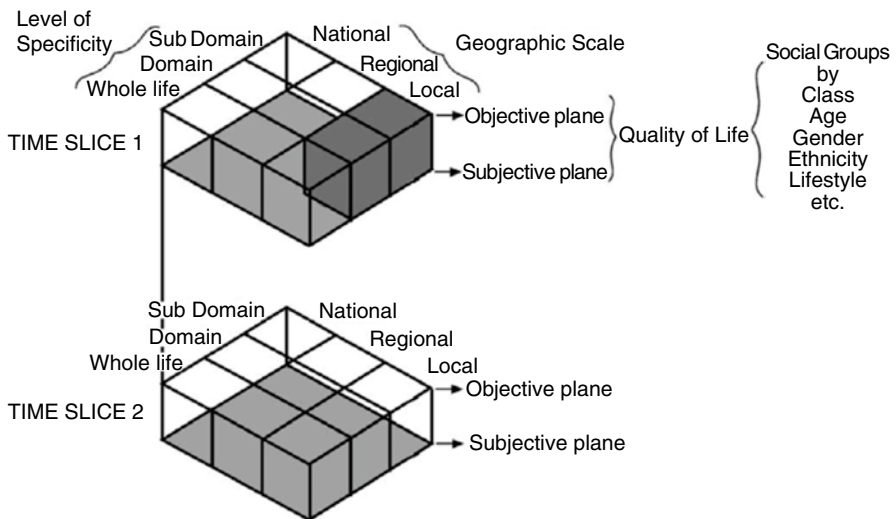 Level of
Specificity
Sub Domain
Domain
Whole life
National
Regional
Local
Geographic Scale
TIME SLICE 1
Objective plane
Subjective plane
Quality of Life
Social Groups
by
Class
Age
Gender
Ethnicity
Lifestyle
etc.
Sub Domain
Domain
Whole life
National
Regional
Local
TIME SLICE 2
Objective plane
Subjective plane